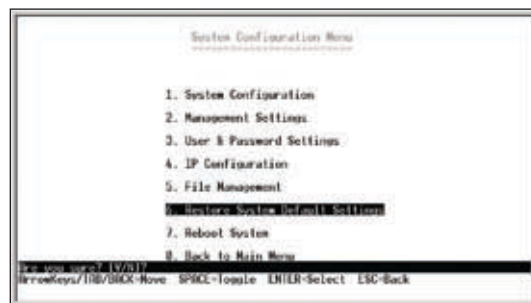 System Configuration Menu
1. System Configuration
2. Management Settings
3. User & Password Settings
4. IP Configuration
5. File Management
6. Restore System Default Settings
7. Reboot System
0. Back to Main Menu
Are you sure? [Y/N]?
ArrowKeys/TAB/BACK=Move SPACE=Toggle ENTER=Select ESC=Back